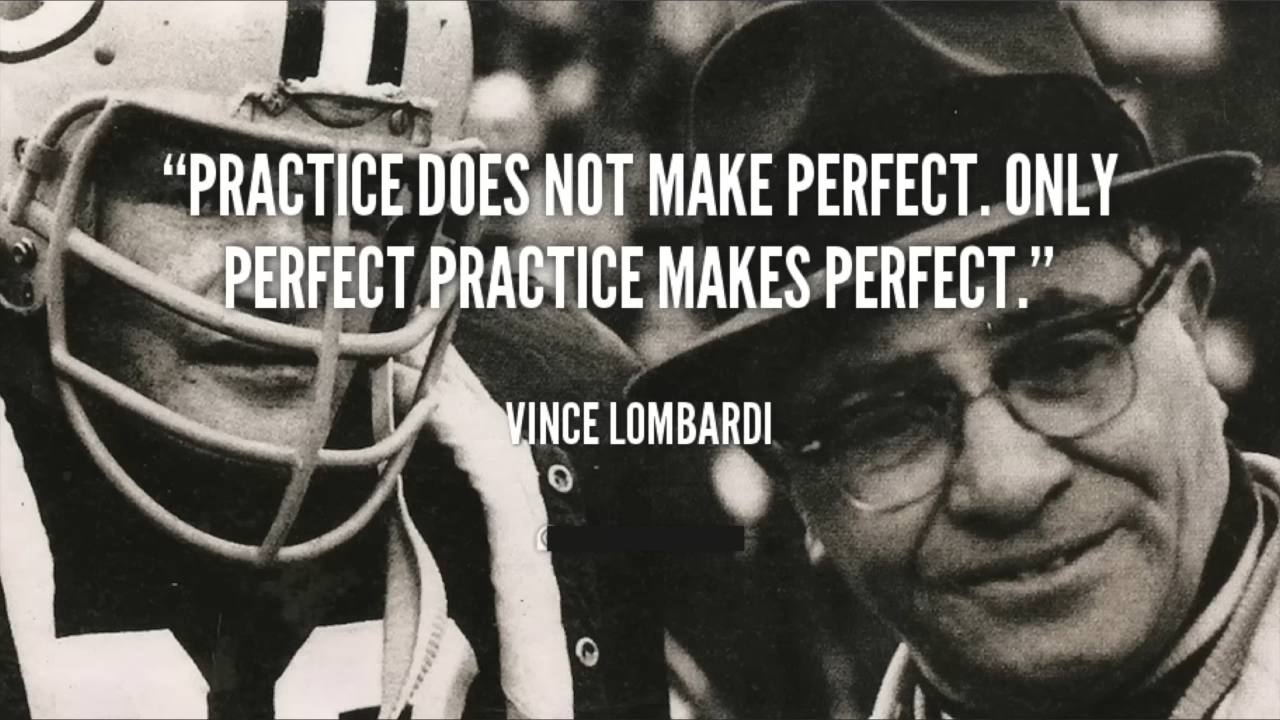 “PRACTICE DOES NOT MAKE PERFECT. ONLY
PERFECT PRACTICE MAKES PERFECT.”
VINCE LOMBARDI